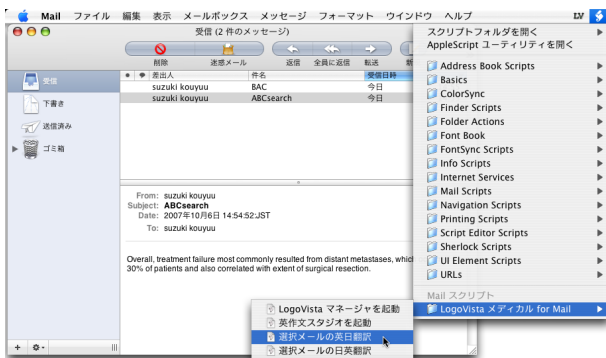 Mail ファイル 編集 表示 メールボックス メッセージ フォーマット ウインドウ ヘルプ LV
受信 (2 件のメッセージ)
削除 迷惑メール 返信 全員に返信 転送
差出人 件名 受信日時
suzuki kouyuu BAC 今日
suzuki kouyuu ABCsearch 今日
受信
下書き
送信済み
ゴミ箱
From: suzuki kouyuu
Subject: ABCsearch
Date: 2007年10月6日 14:54:52:JST
To: suzuki kouyuu
Overall, treatment failure most commonly resulted from distant metastases,
30% of patients and also correlated with extent of surgical resection.
スクリプトフォルダを開く
AppleScript ユーティリティを開く
Address Book Scripts
Basics
ColorSync
Finder Scripts
Folder Actions
Font Book
FontSync Scripts
Info Scripts
Internet Services
Mail Scripts
Navigation Scripts
Printing Scripts
Script Editor Scripts
Sherlock Scripts
UI Element Scripts
URLs
Mail スクリプト
LogoVista メディカル for Mail
LogoVista マネージャを起動
英作文スタジオを起動
選択メールの英日翻訳
選択メールの日英翻訳